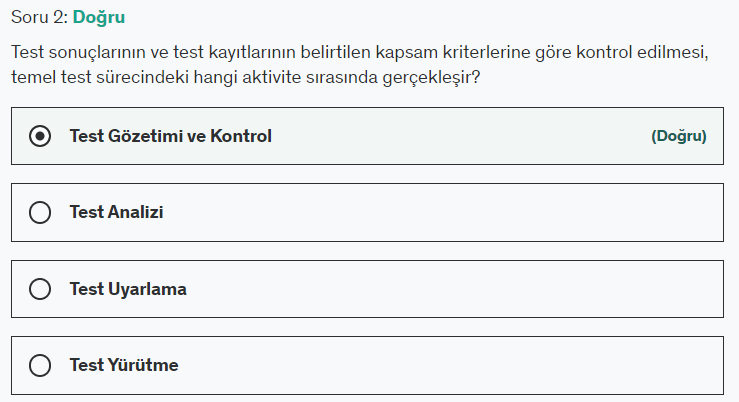 Soru 2: Doğru
Test sonuçlarının ve test kayıtlarının belirtilen kapsam kriterlerine göre kontrol edilmesi,
temel test sürecindeki hangi aktivite sırasında gerçekleşir?
Test Gözetimi ve Kontrol (Doğru)
Test Analizi
Test Uyarlama
Test Yürütme